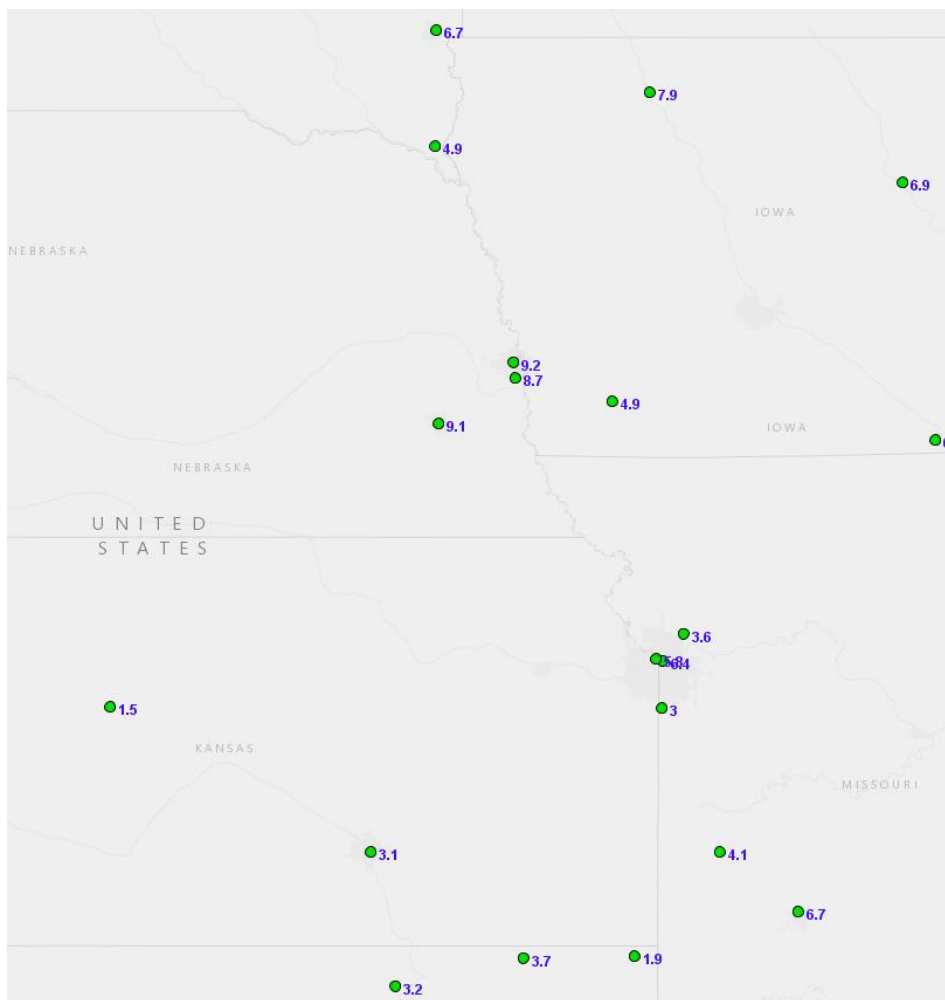 6.7
7.9
4.9
6.9
IOWA
NEBRASKA
9.2
8.7
4.9
9.1
IOWA
NEBRASKA
UNITED
STATES
3.6
6.4
1.5
3
KANSAS
MISSOURI
3.1
4.1
6.7
3.7
1.9
3.2